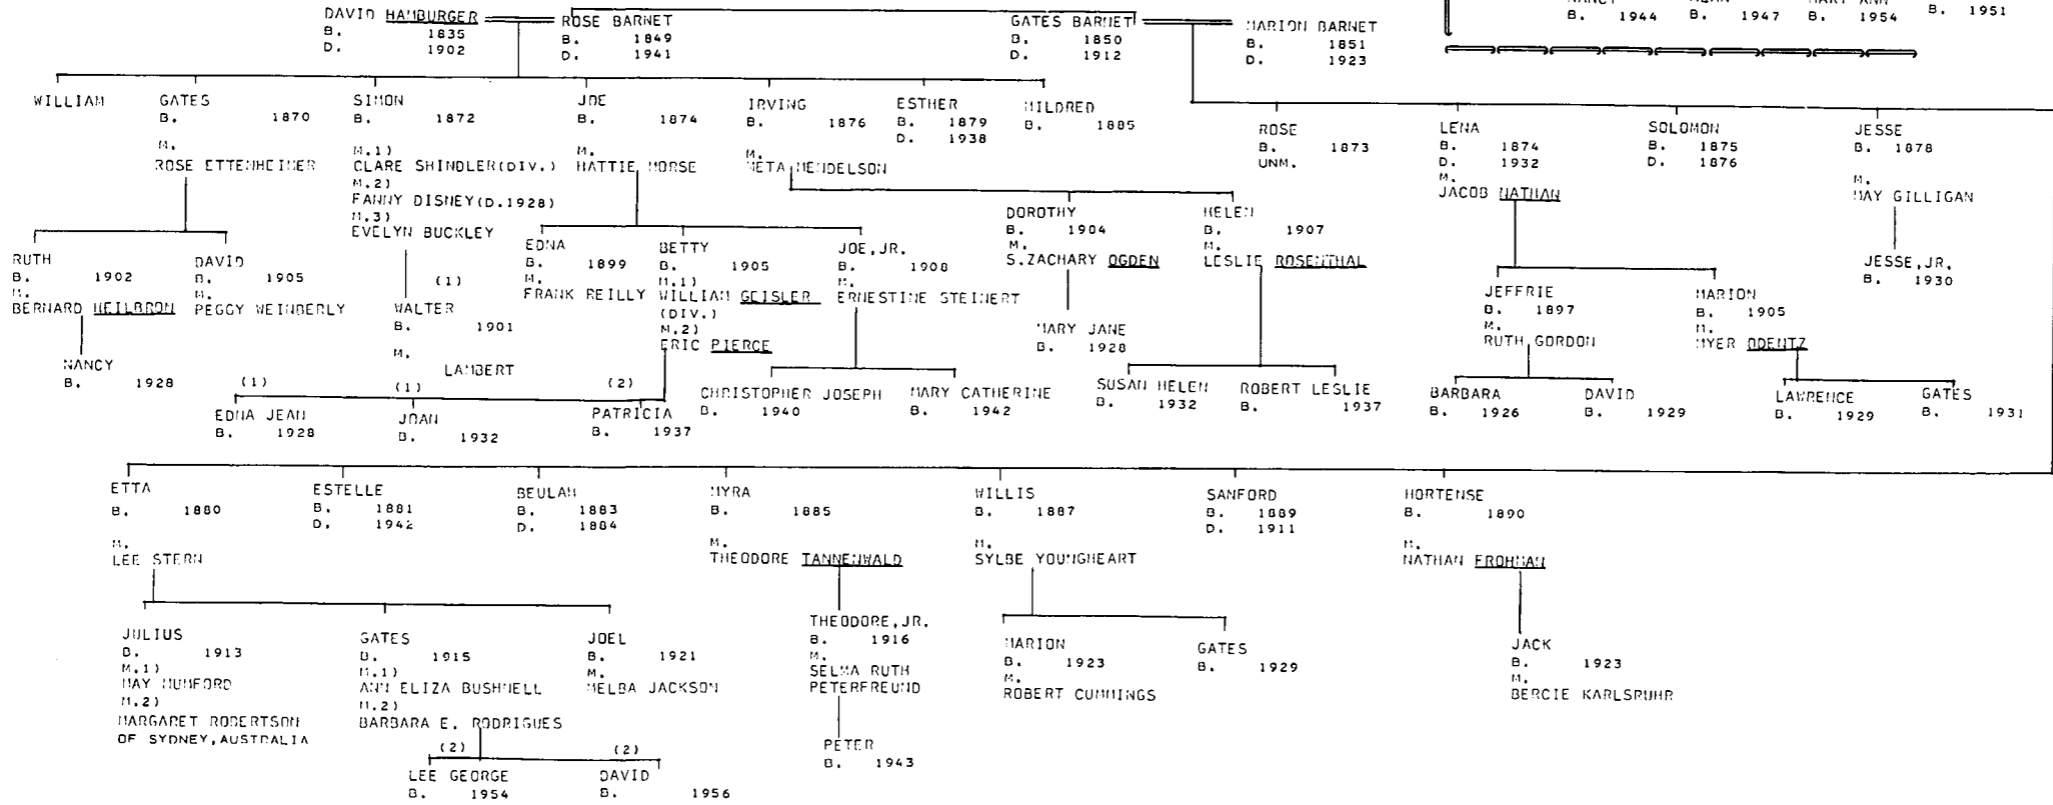 DAVID HAMBURGER
B. 1835
D. 1902
ROSE BARNET
B. 1849
D. 1941
GATES BARNET
B. 1850
D. 1912
MARION BARNET
B. 1851
D. 1923
B. 1944
B. 1947
MARY ANN
B. 1954
B. 1951
WILLIAM
GATES
B. 1870
M.
ROSE ETTENHEIMER
SIMON
B. 1872
M.1)
CLARE SHINDLER(DIV.)
M.2)
FANNY DISNEY(D.1928)
M.3)
EVELYN BUCKLEY
JOE
B. 1874
M.
HATTIE MORSE
IRVING
B. 1876
M.
META MENDELSON
ESTHER
B. 1879
D. 1938
MILDRED
B. 1885
ROSE
B. 1873
UNM.
LENA
B. 1874
D. 1932
M.
JACOB NATHAN
SOLOMON
B. 1875
D. 1876
JESSE
B. 1878
M.
MAY GILLIGAN
RUTH
B. 1902
M.
BERNARD HEILBRON
DAVID
B. 1905
M.
PEGGY WEINBERLY
(1)
WALTER
B. 1901
M.
LAMBERT
EDNA
B. 1899
M.
FRANK REILLY
BETTY
B. 1905
M.1)
WILLIAM GEISLER
(DIV.)
M.2)
ERIC PIERCE
JOE,JR.
B. 1908
M.
ERNESTINE STEINERT
DOROTHY
B. 1904
M.
S.ZACHARY OGDEN
HELEN
B. 1907
M.
LESLIE ROSENTHAL
JEFFRIE
B. 1897
M.
RUTH GORDON
MARION
B. 1905
M.
MYER ODENTZ
JESSE,JR.
B. 1930
NANCY
B. 1928
(1)
EDNA JEAN
B. 1928
(1)
JOAN
B. 1932
(2)
PATRICIA
B. 1937
CHRISTOPHER JOSEPH
B. 1940
MARY CATHERINE
B. 1942
MARY JANE
B. 1928
SUSAN HELEN
B. 1932
ROBERT LESLIE
B. 1937
BARBARA
B. 1926
DAVID
B. 1929
LAWRENCE
B. 1929
GATES
B. 1931
ETTA
B. 1880
M.
LEE STERN
ESTELLE
B. 1881
D. 1942
BEULAH
B. 1883
D. 1884
MYRA
B. 1885
M.
THEODORE TANNENWALD
WILLIS
B. 1887
M.
SYLBE YOUNGHEART
SANFORD
B. 1889
D. 1911
HORTENSE
B. 1890
M.
NATHAN FROHMAN
JULIUS
B. 1913
M.1)
MAY MUMFORD
M.2)
MARGARET ROBERTSON
OF SYDNEY,AUSTRALIA
GATES
B. 1915
M.1)
ANN ELIZA BUSHNELL
M.2)
BARBARA E. RODRIGUES
JOEL
B. 1921
M.
MELBA JACKSON
THEODORE,JR.
B. 1916
M.
SELMA RUTH
PETERFREUND
MARION
B. 1923
M.
ROBERT CUMMINGS
GATES
B. 1929
JACK
B. 1923
M.
BERCIE KARLSRUHR
(2)
LEE GEORGE
B. 1954
(2)
DAVID
B. 1956
PETER
B. 1943